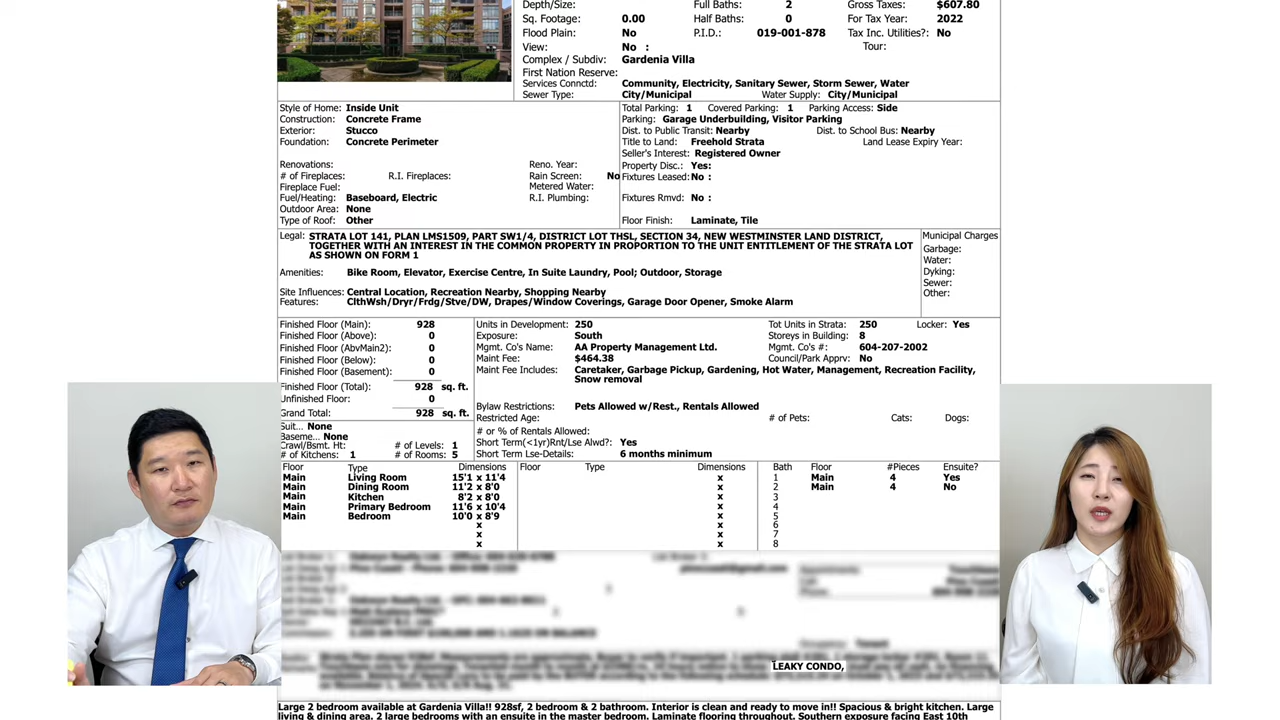 Depth/Size: Full Baths: 2 Gross Taxes: $607.80
Sq. Footage: 0.00 Half Baths: 0 For Tax Year: 2022
Flood Plain: No P.I.D.: 019-001-878 Tax Inc. Utilities?: No
View: No : Tour:
Complex / Subdiv: Gardenia Villa
First Nation Reserve:
Services Connctd: Community, Electricity, Sanitary Sewer, Storm Sewer, Water
Sewer Type: City/Municipal Water Supply: City/Municipal
Style of Home: Inside Unit Total Parking: 1 Covered Parking: 1 Parking Access: Side
Construction: Concrete Frame Parking: Garage Underbuilding, Visitor Parking
Exterior: Stucco Dist. to Public Transit: Nearby Dist. to School Bus: Nearby
Foundation: Concrete Perimeter Title to Land: Freehold Strata Land Lease Expiry Year:
Seller's Interest: Registered Owner
Renovations: Reno. Year: Property Disc.: Yes:
# of Fireplaces: R.I. Fireplaces: Rain Screen: No Fixtures Leased: No :
Fireplace Fuel: Metered Water:
Fuel/Heating: Baseboard, Electric R.I. Plumbing: Fixtures Rmvd: No :
Outdoor Area: None
Type of Roof: Other Floor Finish: Laminate, Tile
Legal: STRATA LOT 141, PLAN LMS1509, PART SW1/4, DISTRICT LOT THSL, SECTION 34, NEW WESTMINSTER LAND DISTRICT, Municipal Charges
TOGETHER WITH AN INTEREST IN THE COMMON PROPERTY IN PROPORTION TO THE UNIT ENTITLEMENT OF THE STRATA LOT Garbage:
AS SHOWN ON FORM 1 Water:
Amenities: Bike Room, Elevator, Exercise Centre, In Suite Laundry, Pool; Outdoor, Storage Dyking:
Sewer:
Site Influences: Central Location, Recreation Nearby, Shopping Nearby Other:
Features: ClthWsh/Dryr/Frdg/Stve/DW, Drapes/Window Coverings, Garage Door Opener, Smoke Alarm
Finished Floor (Main): 928 Units in Development: 250 Tot Units in Strata: 250 Locker: Yes
Finished Floor (Above): 0 Exposure: South Storeys in Building: 8
Finished Floor (AbvMain2): 0 Mgmt. Co's Name: AA Property Management Ltd. Mgmt. Co's #: 604-207-2002
Finished Floor (Below): 0 Maint Fee: $464.38 Council/Park Apprv: No
Finished Floor (Basement): 0 Maint Fee Includes: Caretaker, Garbage Pickup, Gardening, Hot Water, Management, Recreation Facility,
Snow removal
Finished Floor (Total): 928 sq. ft.
Unfinished Floor: 0
Grand Total: 928 sq. ft. Bylaw Restrictions: Pets Allowed w/Rest., Rentals Allowed
Restricted Age: # of Pets: Cats: Dogs:
Suit... None
Baseme... None # or % of Rentals Allowed:
Crawl/Bsmt. Ht: # of Levels: 1 Short Term(<1yr)Rnt/Lse Alwd?: Yes
# of Kitchens: 1 # of Rooms: 5 Short Term Lse-Details: 6 months minimum
Floor Type Dimensions Floor Type Dimensions Bath Floor #Pieces Ensuite?
Main Living Room 15'1 x 11'4 x 1 Main 4 Yes
Main Dining Room 11'2 x 8'0 x 2 Main 4 No
Main Kitchen 8'2 x 8'0 x 3
Main Primary Bedroom 11'6 x 10'4 x 4
Main Bedroom 10'0 x 8'9 x 5
x x 6
x x 7
x x 8
LEAKY CONDO,
Large 2 bedroom available at Gardenia Villa!! 928sf, 2 bedroom & 2 bathroom. Interior is clean and ready to move in!! Spacious & bright kitchen. Large
living & dining area. 2 large bedrooms with an ensuite in the master bedroom. Laminate flooring throughout. Southern exposure facing East 10th